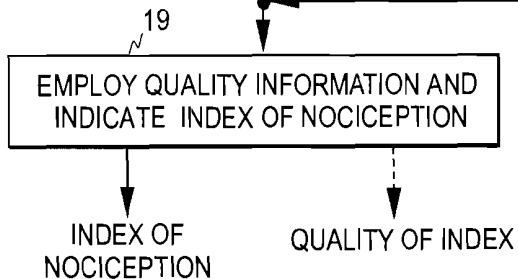 19
EMPLOY QUALITY INFORMATION AND
INDICATE INDEX OF NOCICEPTION
INDEX OF
NOCICEPTION
QUALITY OF INDEX